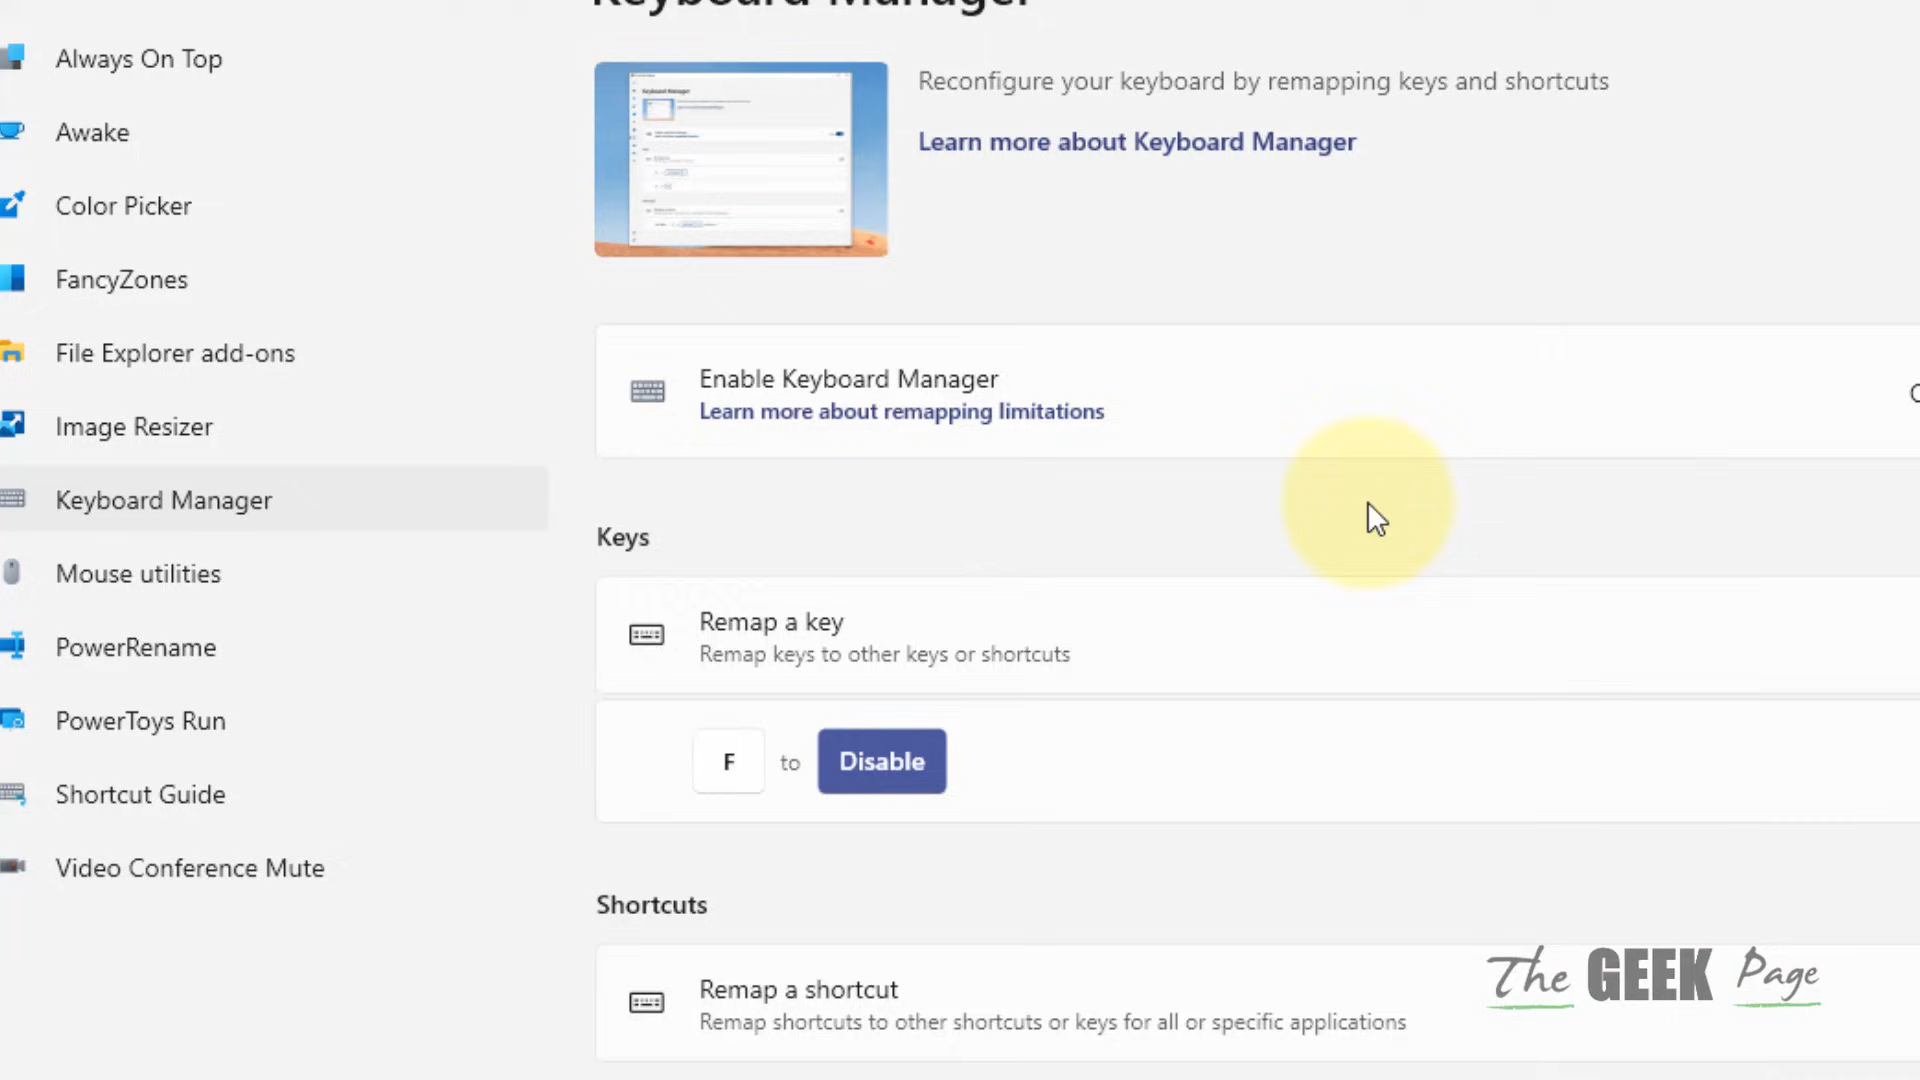 Keyboard Manager
Always On Top
Awake
Color Picker
FancyZones
File Explorer add-ons
Image Resizer
Keyboard Manager
Mouse utilities
PowerRename
PowerToys Run
Shortcut Guide
Video Conference Mute
Reconfigure your keyboard by remapping keys and shortcuts
Learn more about Keyboard Manager
Enable Keyboard Manager
Learn more about remapping limitations
Keys
Remap a key
Remap keys to other keys or shortcuts
F to Disable
Shortcuts
Remap a shortcut
Remap shortcuts to other shortcuts or keys for all or specific applications
The GEEK Page